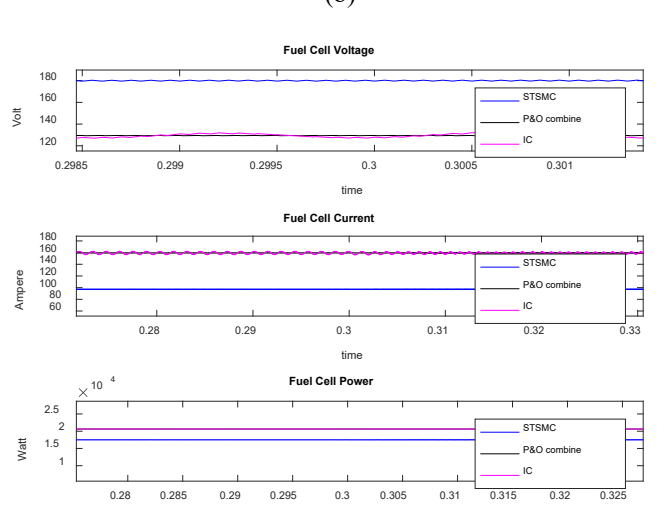 (b)
Fuel Cell Voltage
180
160
140
120
Volt
STSMC
P&O combine
IC
0.2985 0.299 0.2995 0.3 0.3005 0.301
time
Fuel Cell Current
180
160
140
120
100
80
60
Ampere
STSMC
P&O combine
IC
0.28 0.29 0.3 0.31 0.32 0.33
time
Fuel Cell Power
× 10 4
2.5
2
1.5
1
Watt
STSMC
P&O combine
IC
0.28 0.285 0.29 0.295 0.3 0.305 0.31 0.315 0.32 0.325